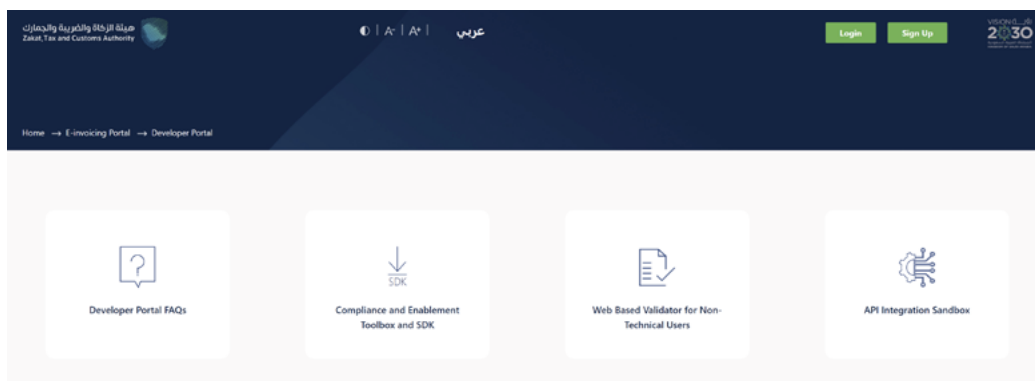 هيئة الزكاة والضريبة والجمارك
Zakat, Tax and Customs Authority
A- | A+ |
عربي
Login
Sign Up
VISION رؤيــة
2030
Home → E-invoicing Portal → Developer Portal
Developer Portal FAQs
SDK
Compliance and Enablement
Toolbox and SDK
Web Based Validator for Non-
Technical Users
API Integration Sandbox